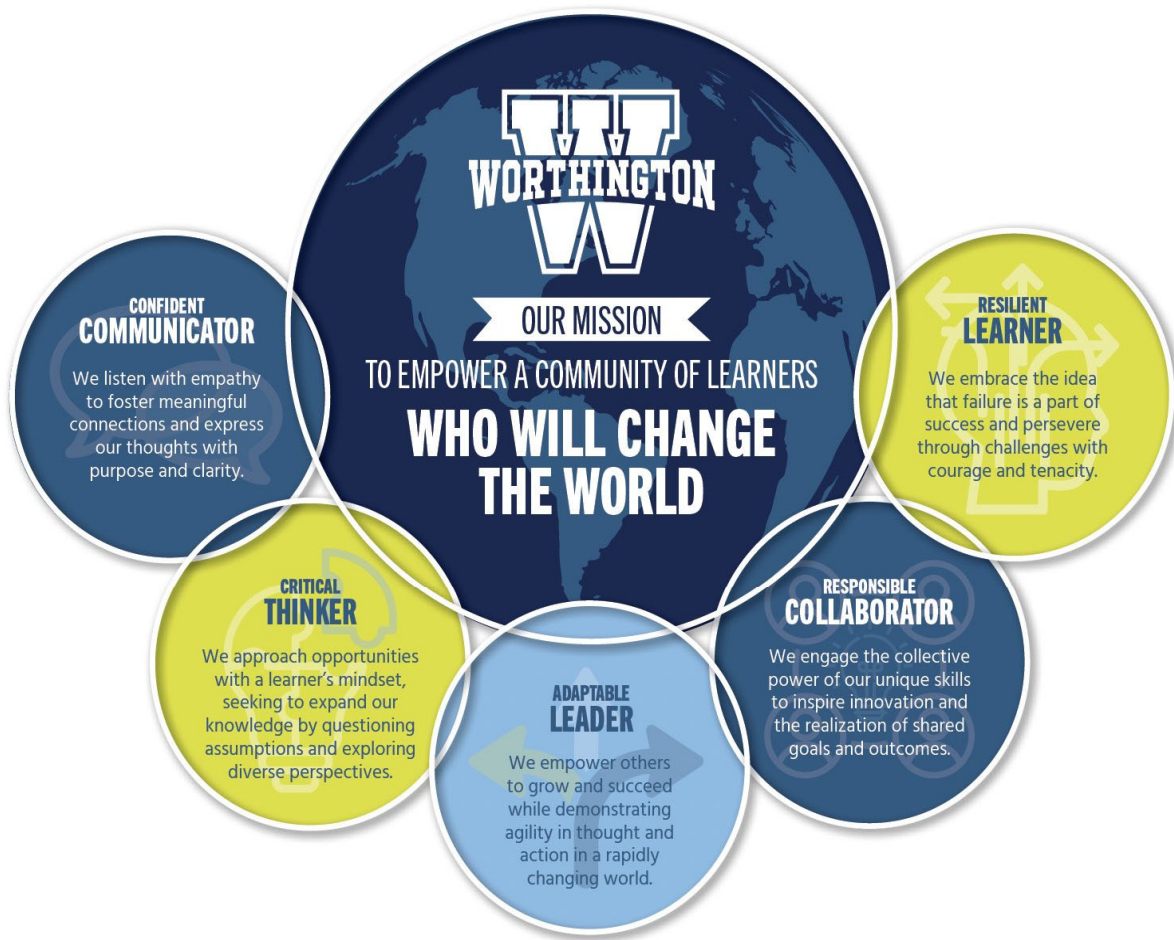 W
WORTHINGTON
OUR MISSION
TO EMPOWER A COMMUNITY OF LEARNERS
WHO WILL CHANGE
THE WORLD
CONFIDENT
COMMUNICATOR
We listen with empathy
to foster meaningful
connections and express
our thoughts with
purpose and clarity.
CRITICAL
THINKER
We approach opportunities
with a learner's mindset,
seeking to expand our
knowledge by questioning
assumptions and exploring
diverse perspectives.
ADAPTABLE
LEADER
We empower others
to grow and succeed
while demonstrating
agility in thought and
action in a rapidly
changing world.
RESPONSIBLE
COLLABORATOR
We engage the collective
power of our unique skills
to inspire innovation and
the realization of shared
goals and outcomes.
RESILIENT
LEARNER
We embrace the idea
that failure is a part of
success and persevere
through challenges with
courage and tenacity.